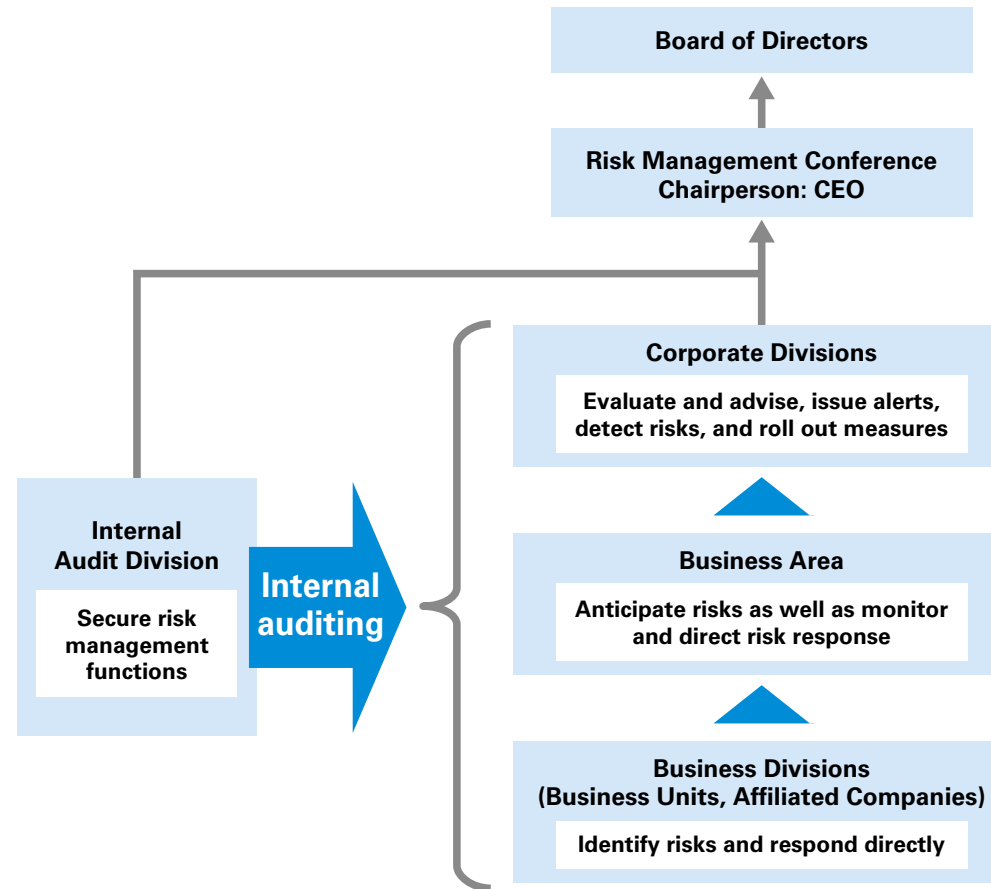 Board of Directors
Risk Management Conference
Chairperson: CEO
Corporate Divisions
Evaluate and advise, issue alerts,
detect risks, and roll out measures
Internal
Audit Division
Secure risk
management
functions
Internal
auditing
Business Area
Anticipate risks as well as monitor
and direct risk response
Business Divisions
(Business Units, Affiliated Companies)
Identify risks and respond directly